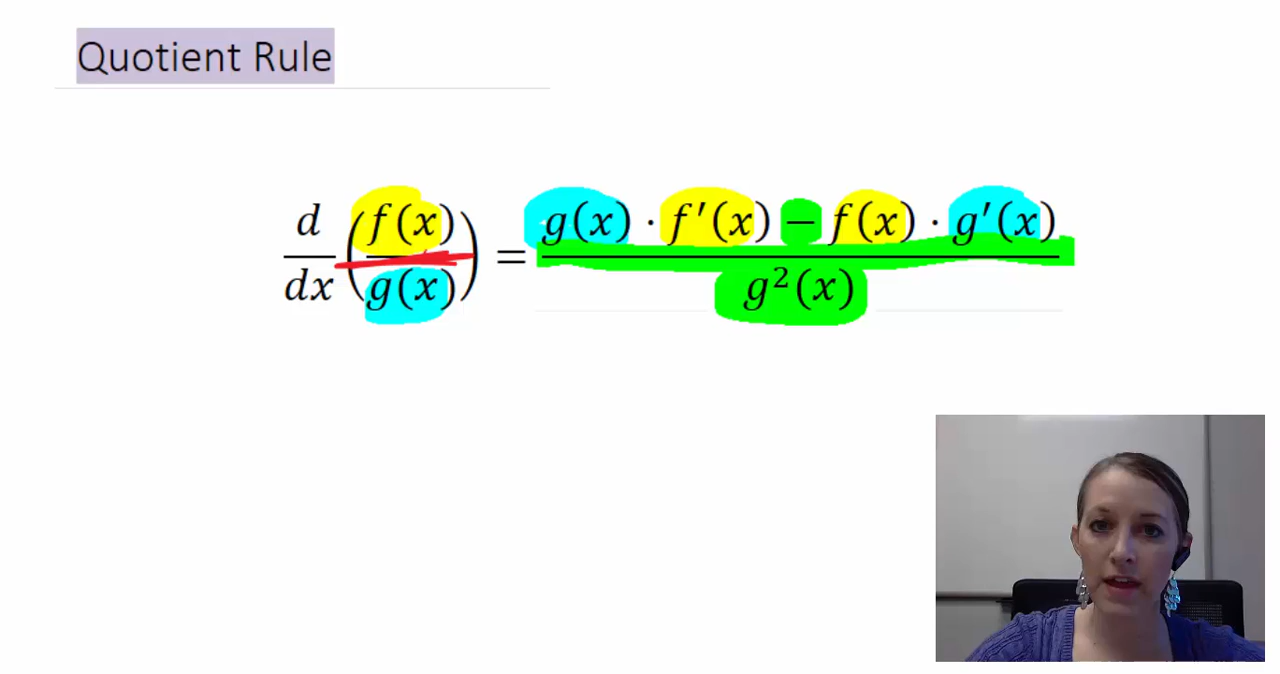 Quotient Rule
d/dx (f(x)/g(x)) = (g(x) · f′(x) − f(x) · g′(x))/g²(x)